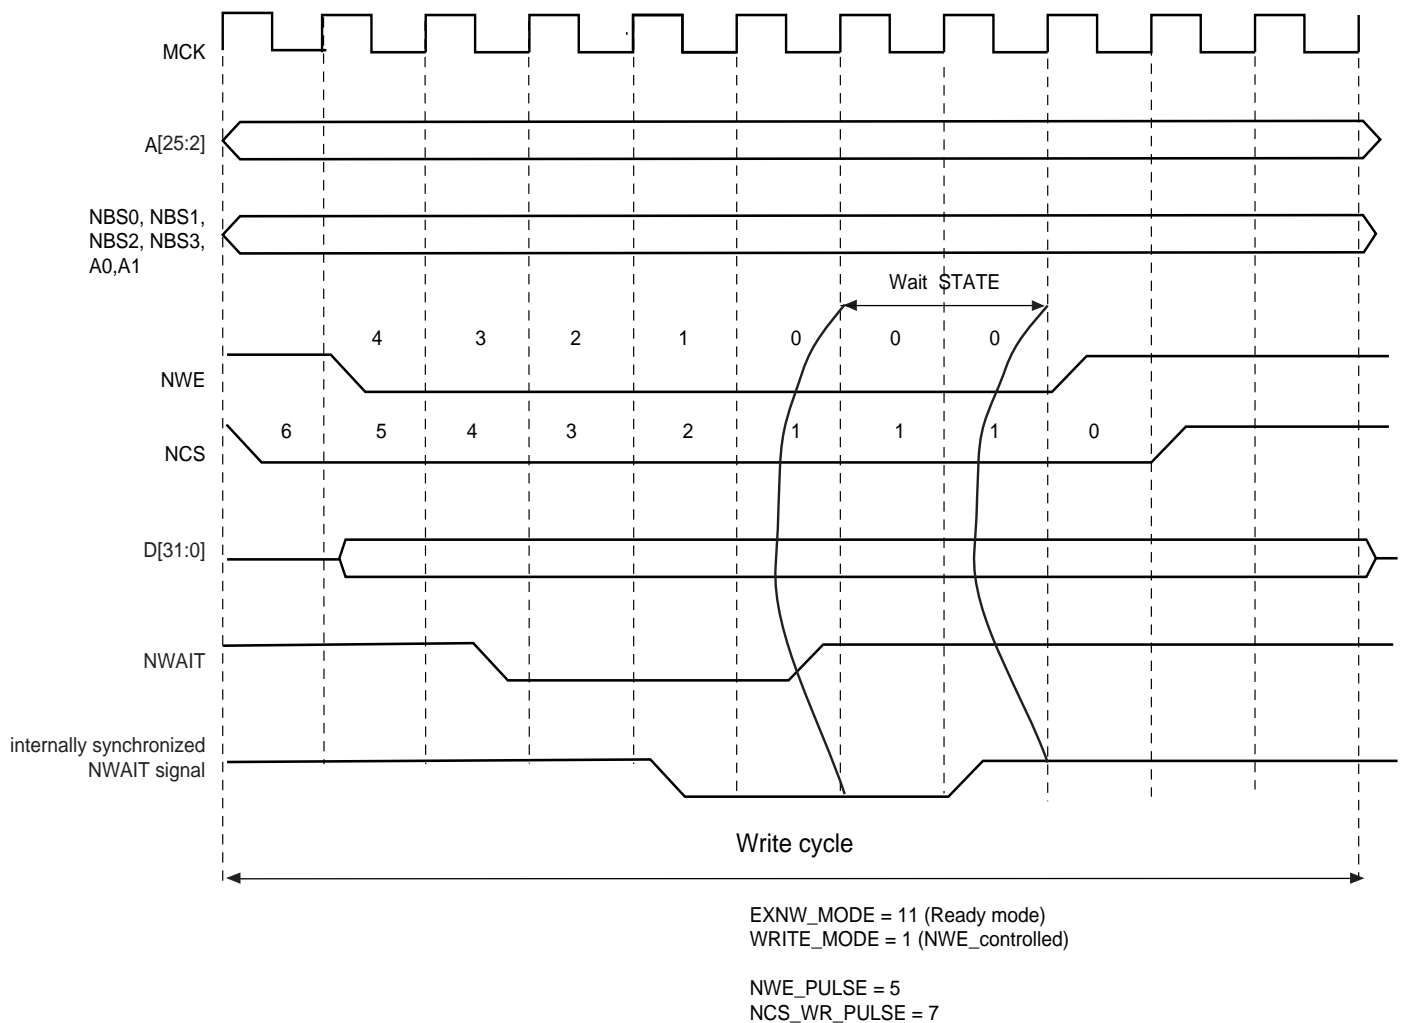 MCK
A[25:2]
NBS0, NBS1,
NBS2, NBS3,
A0,A1
Wait STATE
4 3 2 1 0 0 0
NWE
6 5 4 3 2 1 1 1 0
NCS
D[31:0]
NWAIT
internally synchronized
NWAIT signal
Write cycle
EXNW_MODE = 11 (Ready mode)
WRITE_MODE = 1 (NWE_controlled)
NWE_PULSE = 5
NCS_WR_PULSE = 7